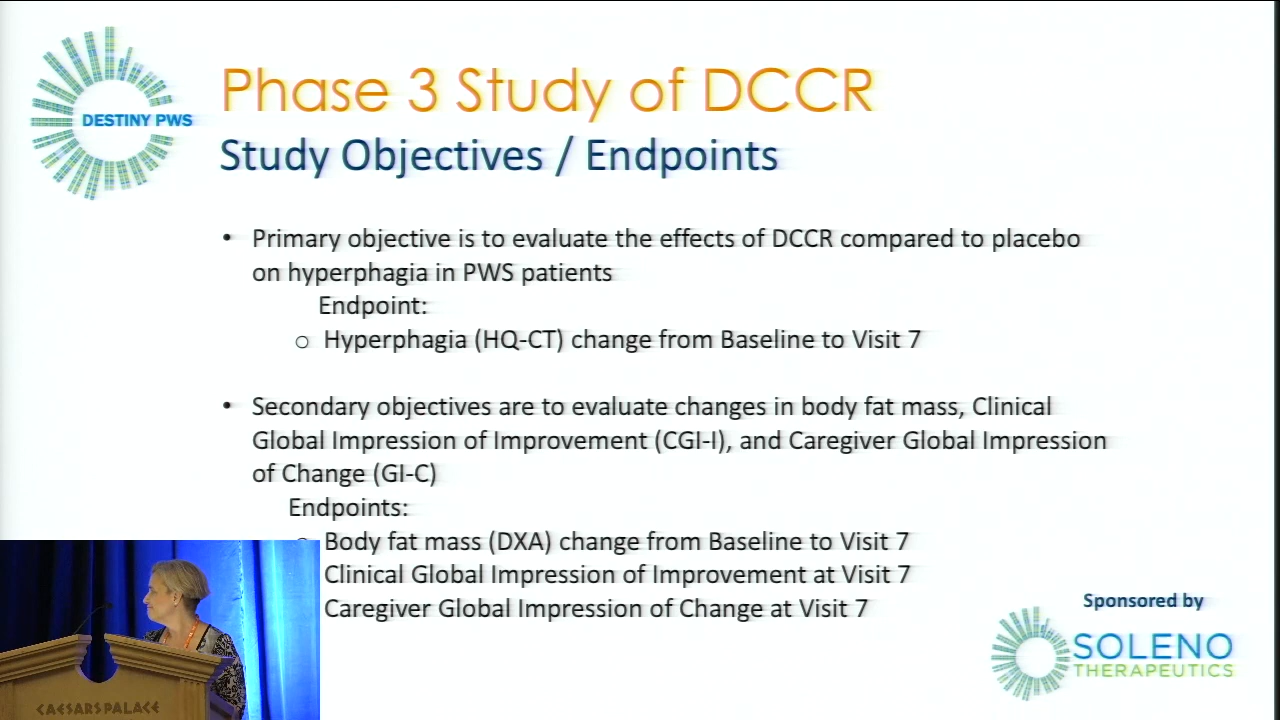 DESTINY PWS
Phase 3 Study of DCCR
Study Objectives / Endpoints
• Primary objective is to evaluate the effects of DCCR compared to placebo
on hyperphagia in PWS patients
Endpoint:
o Hyperphagia (HQ-CT) change from Baseline to Visit 7
• Secondary objectives are to evaluate changes in body fat mass, Clinical
Global Impression of Improvement (CGI-I), and Caregiver Global Impression
of Change (GI-C)
Endpoints:
o Body fat mass (DXA) change from Baseline to Visit 7
Clinical Global Impression of Improvement at Visit 7
Caregiver Global Impression of Change at Visit 7
Sponsored by
SOLENO
THERAPEUTICS
CAESARS PALACE